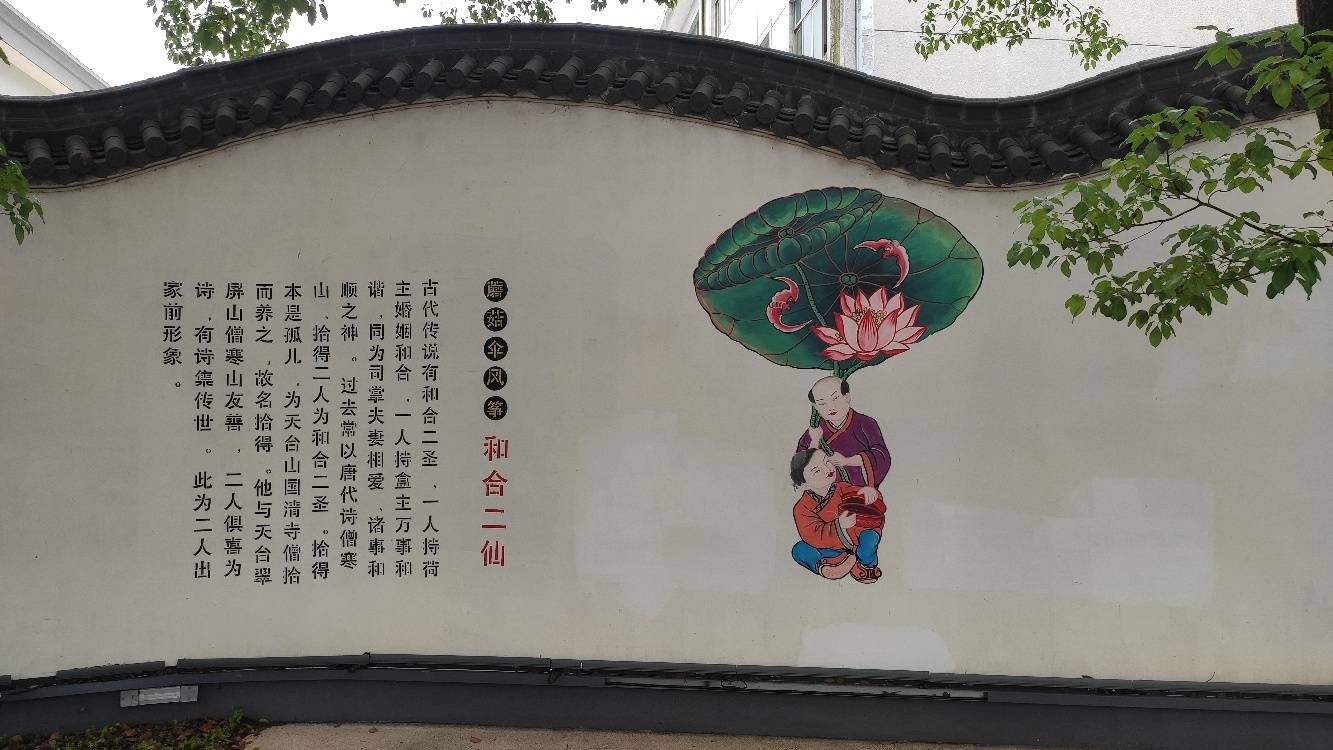 蘑菇伞风筝 和合二仙
古代传说有和合二圣、一人持荷
主婚姻和合，一人持盒主万事和
谐，同为司掌夫妻相爱、诸事和
顺之神。过去常以唐代诗僧寒
山、拾得二人为和合二圣。拾得
本是孤儿，为天台山国清寺僧拾
而养之，故名拾得。他与天台翠
屏山僧寒山友善，二人俱喜为
诗，有诗集传世。此为二人出
家前形象。